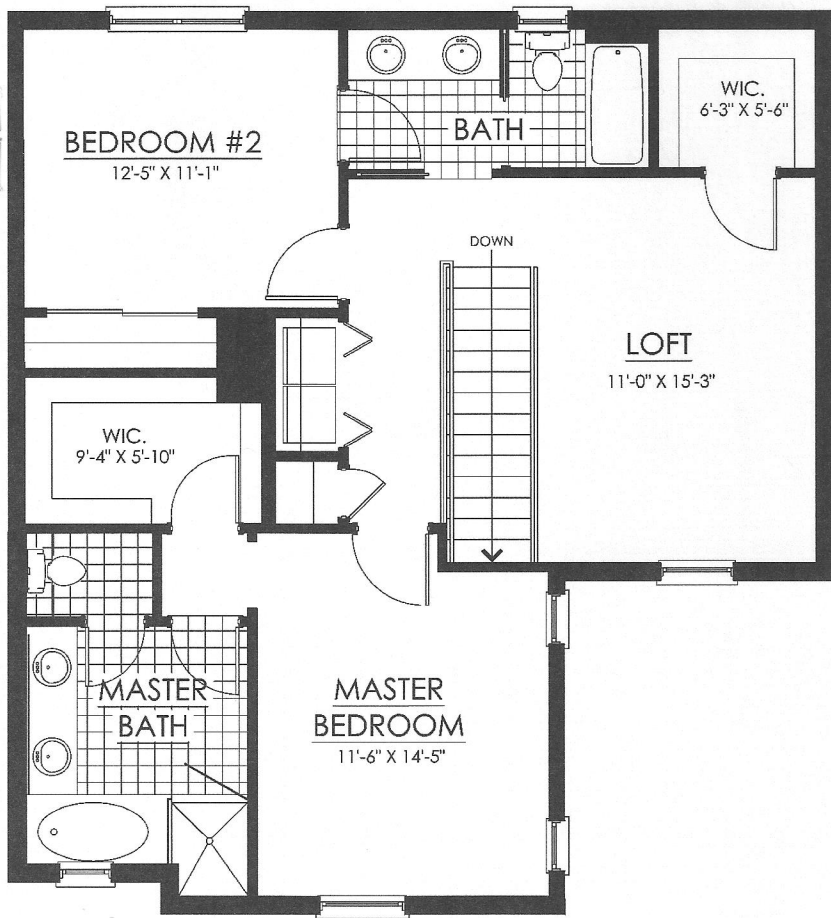 BEDROOM #2
12'-5" X 11'-1"
BATH
WIC.
6'-3" X 5'-6"
DOWN
LOFT
11'-0" X 15'-3"
WIC.
9'-4" X 5'-10"
MASTER
BATH
MASTER
BEDROOM
11'-6" X 14'-5"